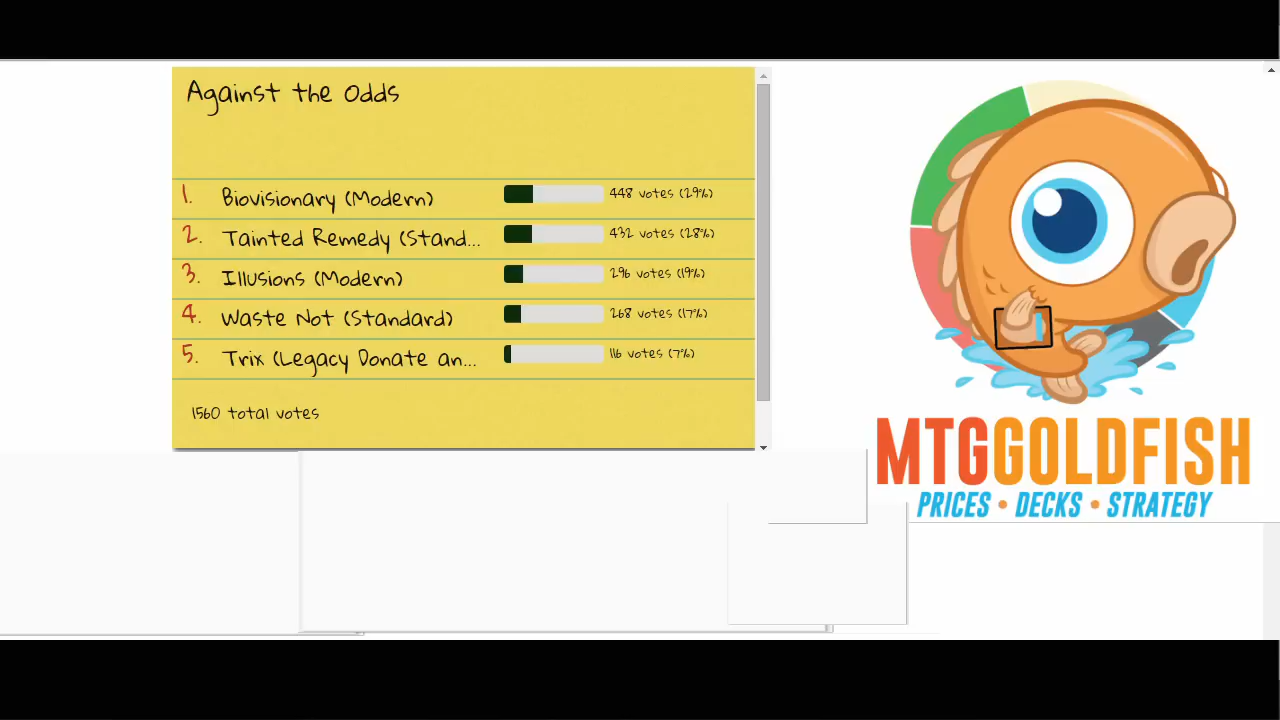 Against the Odds
1. Biovisionary (Modern) 448 votes (29%)
2. Tainted Remedy (Stand... 432 votes (28%)
3. Illusions (Modern) 296 votes (19%)
4. Waste Not (Standard) 268 votes (17%)
5. Trix (Legacy Donate an... 116 votes (7%)
1560 total votes
MTGGOLDFISH
PRICES • DECKS • STRATEGY